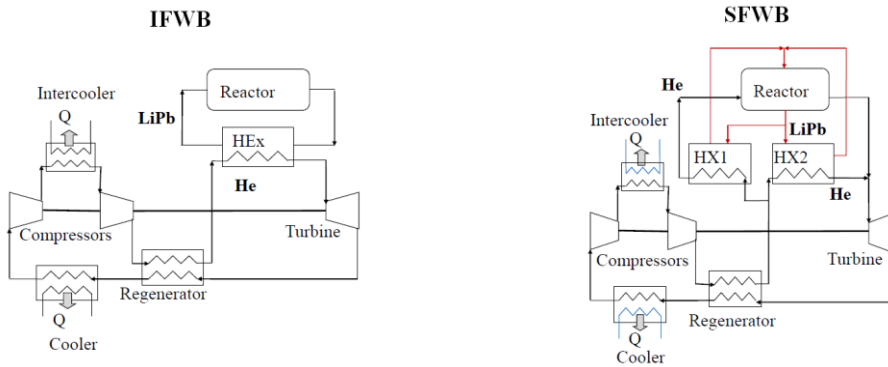 IFWB
Intercooler
Q
Reactor
LiPb
HEx
He
Compressors
Turbine
Regenerator
Q
Cooler
SFWB
He
Reactor
Intercooler
Q
LiPb
HX1
HX2
He
Compressors
Turbine
Regenerator
Q
Cooler